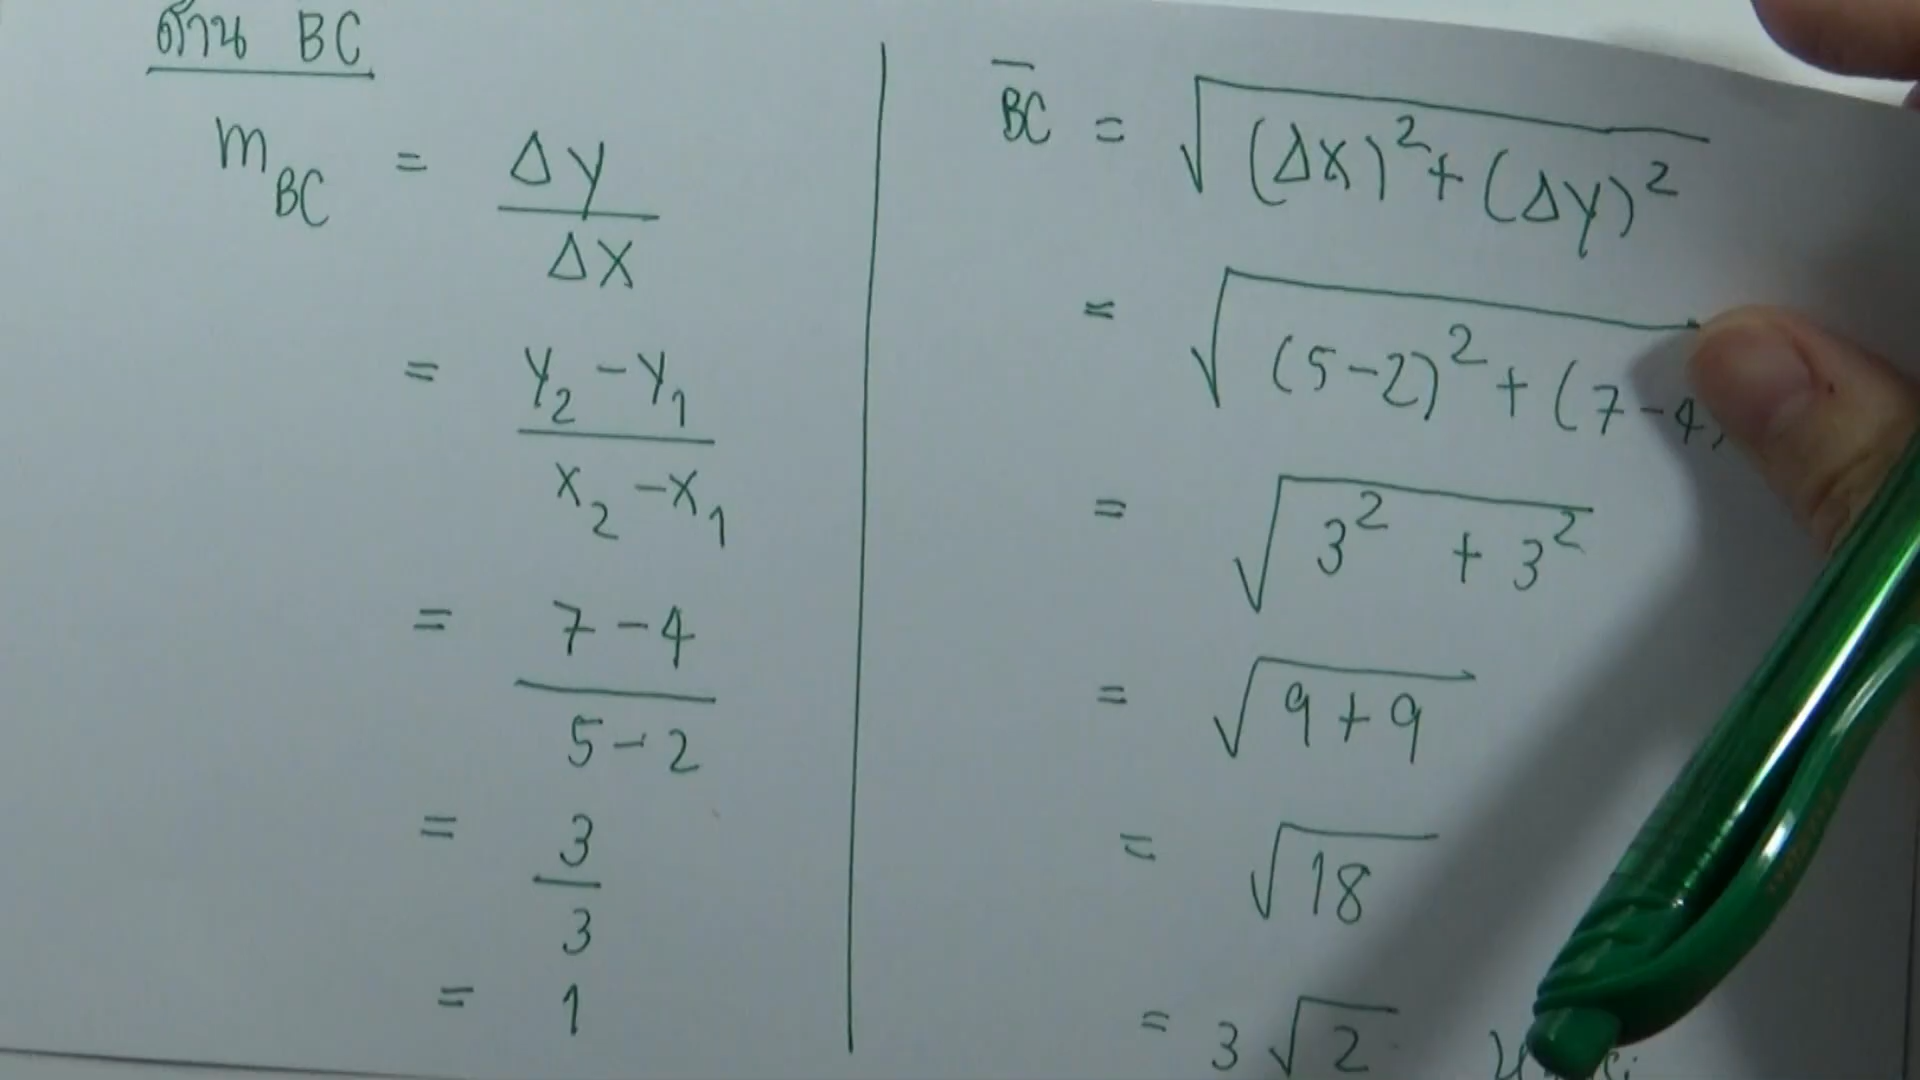 ด้าน BC
m_BC = Δy/Δx
= y₂-y₁/x₂-x₁
= 7-4/5-2
= 3/3
= 1
BC̅ = √(Δx)²+(Δy)²
= √(5-2)²+(7-4
= √3² + 3²
= √9+9
= √18
= 3√2